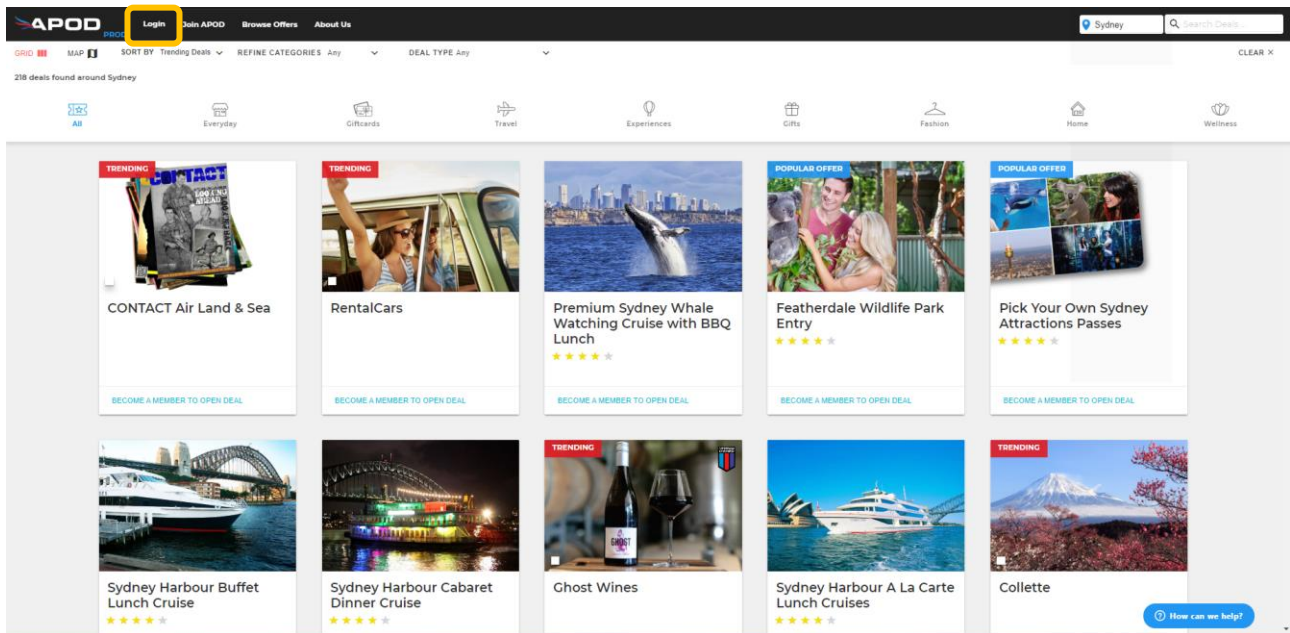 APOD
PROD
Login
Join APOD
Browse Offers
About Us
Sydney
Search Deals...
GRID
MAP
SORT BY Trending Deals
REFINE CATEGORIES Any
DEAL TYPE Any
CLEAR ×
218 deals found around Sydney
All
Everyday
Giftcards
Travel
Experiences
Gifts
Fashion
Home
Wellness
TRENDING
CONTACT
LOOKING
AHEAD
CONTACT Air Land & Sea
BECOME A MEMBER TO OPEN DEAL
TRENDING
RentalCars
BECOME A MEMBER TO OPEN DEAL
Premium Sydney Whale
Watching Cruise with BBQ
Lunch
BECOME A MEMBER TO OPEN DEAL
POPULAR OFFER
Featherdale Wildlife Park
Entry
BECOME A MEMBER TO OPEN DEAL
POPULAR OFFER
Pick Your Own Sydney
Attractions Passes
BECOME A MEMBER TO OPEN DEAL
Sydney Harbour Buffet
Lunch Cruise
Sydney Harbour Cabaret
Dinner Cruise
TRENDING
GHOST
Ghost Wines
Sydney Harbour A La Carte
Lunch Cruises
TRENDING
Collette
How can we help?